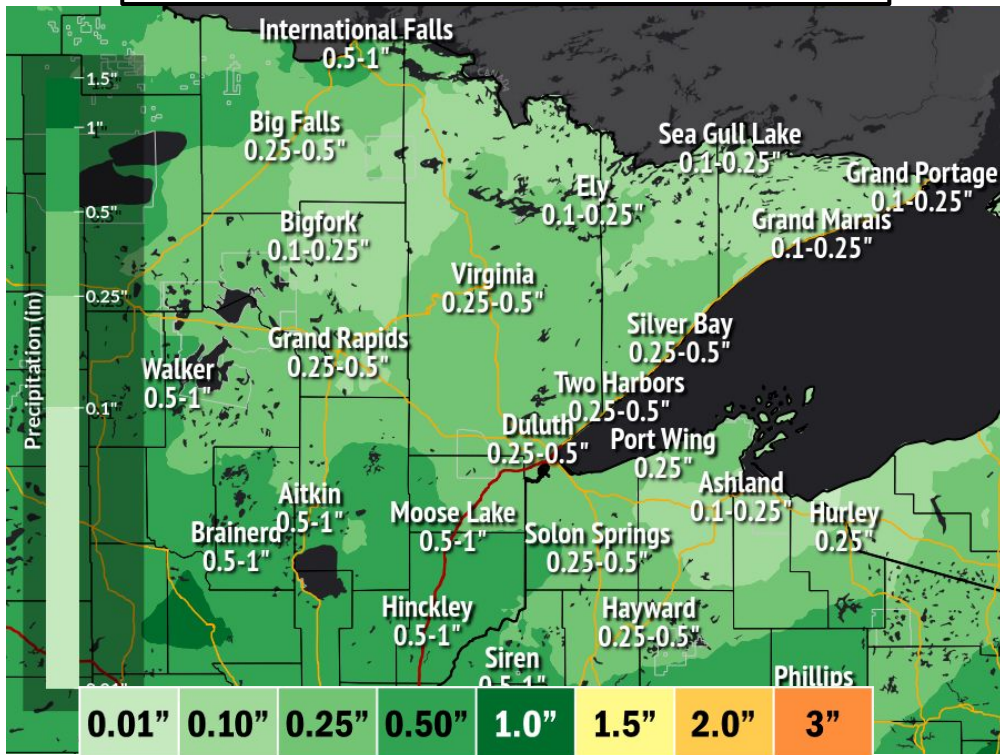 International Falls
0.5-1"
1.5"
1"
Big Falls
0.25-0.5"
Sea Gull Lake
0.1-0.25"
Grand Portage
0.1-0.25"
Ely
0.1-0.25"
0.5"
Bigfork
0.1-0.25"
Grand Marais
0.1-0.25"
Virginia
0.25-0.5"
0.25"
Precipitation (in)
Silver Bay
0.25-0.5"
Grand Rapids
0.25-0.5"
Walker
0.5-1"
Two Harbors
0.25-0.5"
0.1"
Duluth
0.25-0.5"
Port Wing
0.25"
Ashland
0.1-0.25"
Aitkin
0.5-1"
Moose Lake
0.5-1"
Hurley
0.25"
Brainerd
0.5-1"
Solon Springs
0.25-0.5"
Hinckley
0.5-1"
Hayward
0.25-0.5"
Siren
0.5-1"
Phillips
0.01” 0.10” 0.25” 0.50” 1.0” 1.5” 2.0” 3”